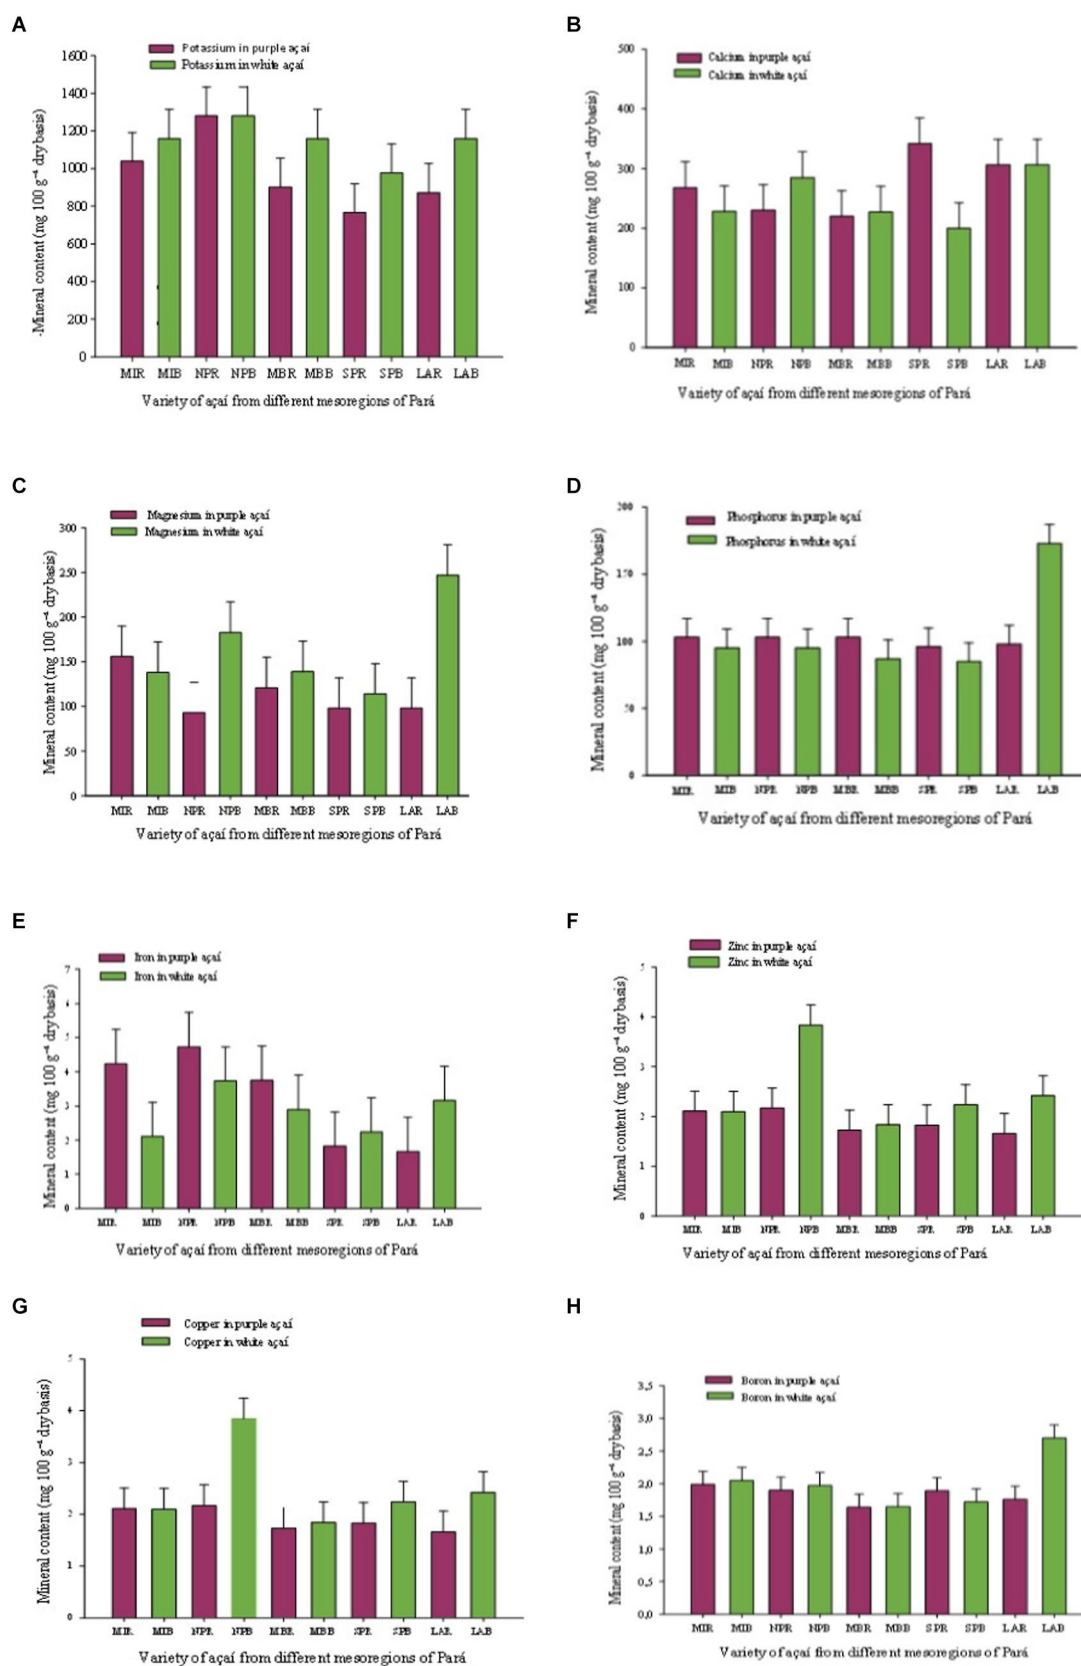 A
Potassium in purple açaí
Potassium in white açaí
-Mineral content (mg 100 g⁻¹ dry basis)
1600
1400
1200
1000
800
600
400
200
0
MIR MIB NPR NPB MBR MBB SPR SPB LAR LAB
Variety of açaí from different mesoregions of Pará
B
Calcium in purple açaí
Calcium in white açaí
Mineral content (mg 100 g⁻¹ dry basis)
500
400
300
200
100
0
MIR MIB NPR NPB MBR MBB SPR SPB LAR LAB
Variety of açaí from different mesoregions of Pará
C
Magnesium in purple açaí
Magnesium in white açaí
Mineral content (mg 100 g⁻¹ dry basis)
300
250
200
150
100
50
0
MIR MIB NPR NPB MBR MBB SPR SPB LAR LAB
Variety of açaí from different mesoregions of Pará
D
Phosphorus in purple açaí
Phosphorus in white açaí
Mineral content (mg 100 g⁻¹ dry basis)
200
150
100
50
0
MIR MIB NPR NPB MBR MBB SPR SPB LAR LAB
Variety of açaí from different mesoregions of Pará
E
Iron in purple açaí
Iron in white açaí
Mineral content (mg 100 g⁻¹ dry basis)
7
6
5
4
3
2
1
0
MIR MIB NPR NPB MBR MBB SPR SPB LAR LAB
Variety of açaí from different mesoregions of Pará
F
Zinc in purple açaí
Zinc in white açaí
Mineral content (mg 100 g⁻¹ dry basis)
5
4
3
2
1
0
MIR MIB NPR NPB MBR MBB SPR SPB LAR LAB
Variety of açaí from different mesoregions of Pará
G
Copper in purple açaí
Copper in white açaí
Mineral content (mg 100 g⁻¹ dry basis)
5
4
3
2
1
0
MIR MIB NPR NPB MBR MBB SPR SPB LAR LAB
Variety of açaí from different mesoregions of Pará
H
Boron in purple açaí
Boron in white açaí
Mineral content (mg 100 g⁻¹ dry basis)
3,5
3,0
2,5
2,0
1,5
1,0
0,5
0,0
MIR MIB NPR NPB MBR MBB SPR SPB LAR LAB
Variety of açaí from different mesoregions of Pará